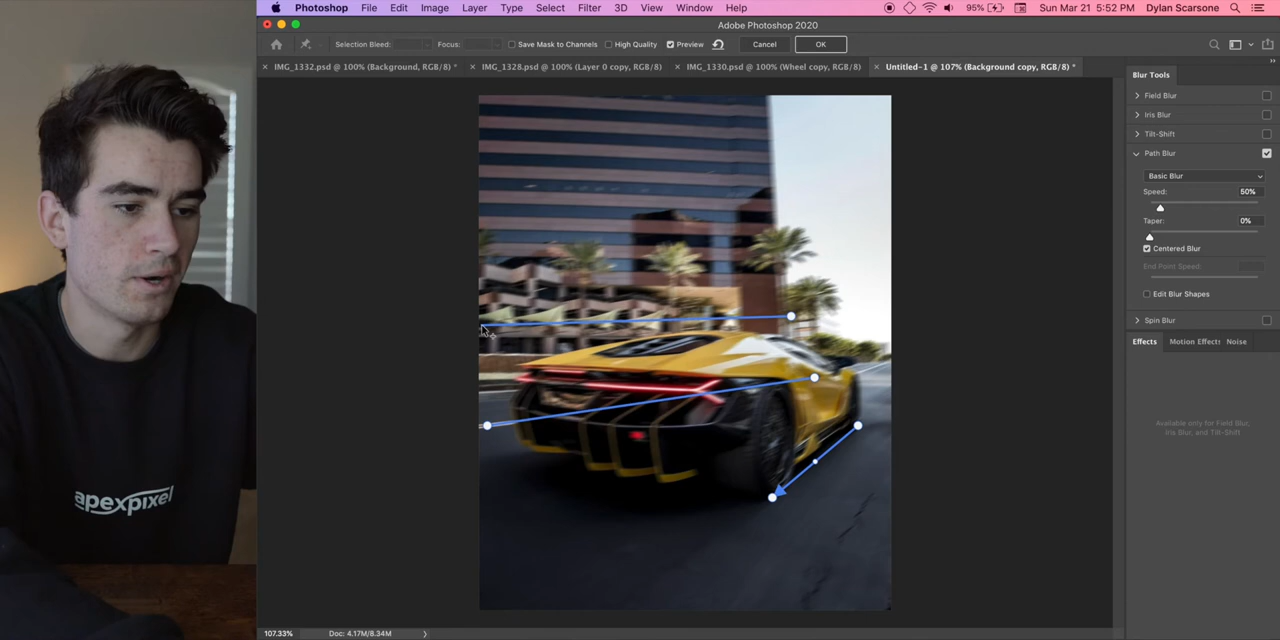 Photoshop File Edit Image Layer Type Select Filter 3D View Window Help 95% Sun Mar 21 5:52 PM Dylan Scarsone
Adobe Photoshop 2020
Selection Bleed: Focus: Save Mask to Channels High Quality Preview Cancel OK
× IMG_1332.psd @ 100% (Background, RGB/8) * × IMG_1328.psd @ 100% (Layer 0 copy, RGB/8) × IMG_1330.psd @ 100% (Wheel copy, RGB/8) × Untitled-1 @ 107% (Background copy, RGB/8) *
Blur Tools
Field Blur
Iris Blur
Tilt-Shift
Path Blur
Basic Blur
Speed: 50%
Taper: 0%
Centered Blur
End Point Speed:
Edit Blur Shapes
Spin Blur
Effects Motion Effects Noise
Available only for Field Blur,
Iris Blur, and Tilt-Shift
apexpixel
107.33% Doc: 4.17M/8.34M